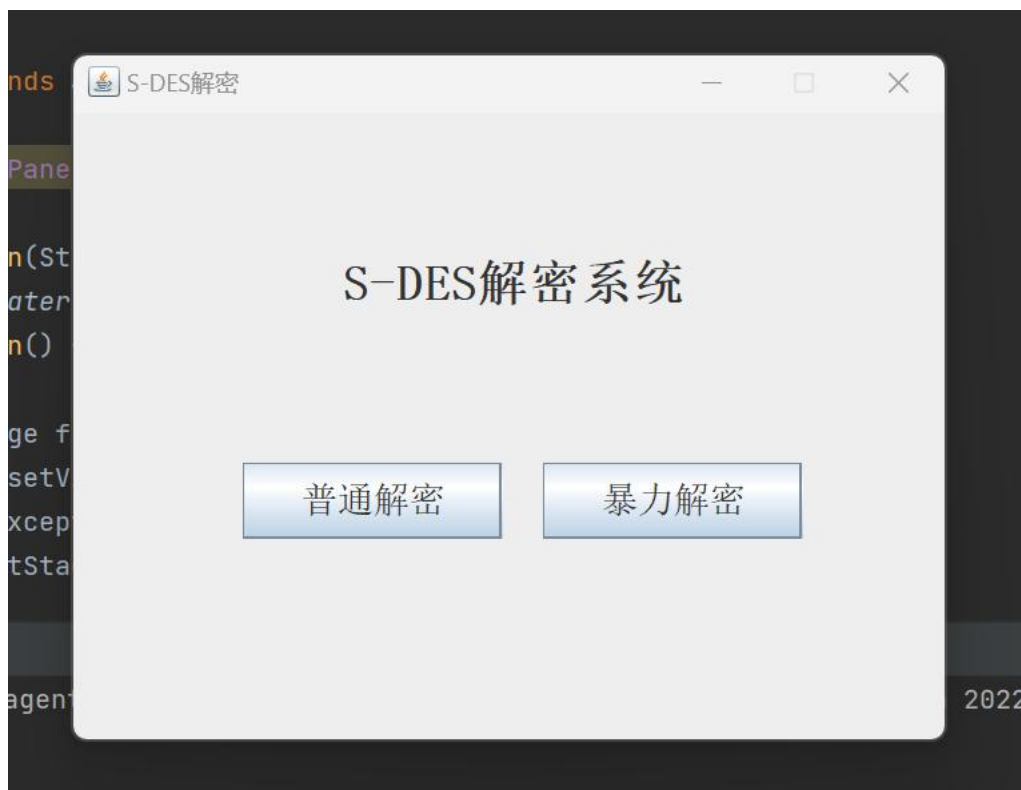 nds
S-DES解密
Pane
n(St
S-DES解密系统
ater
n()
ge f
setV
普通解密 暴力解密
xcep
tSta
agent
2022